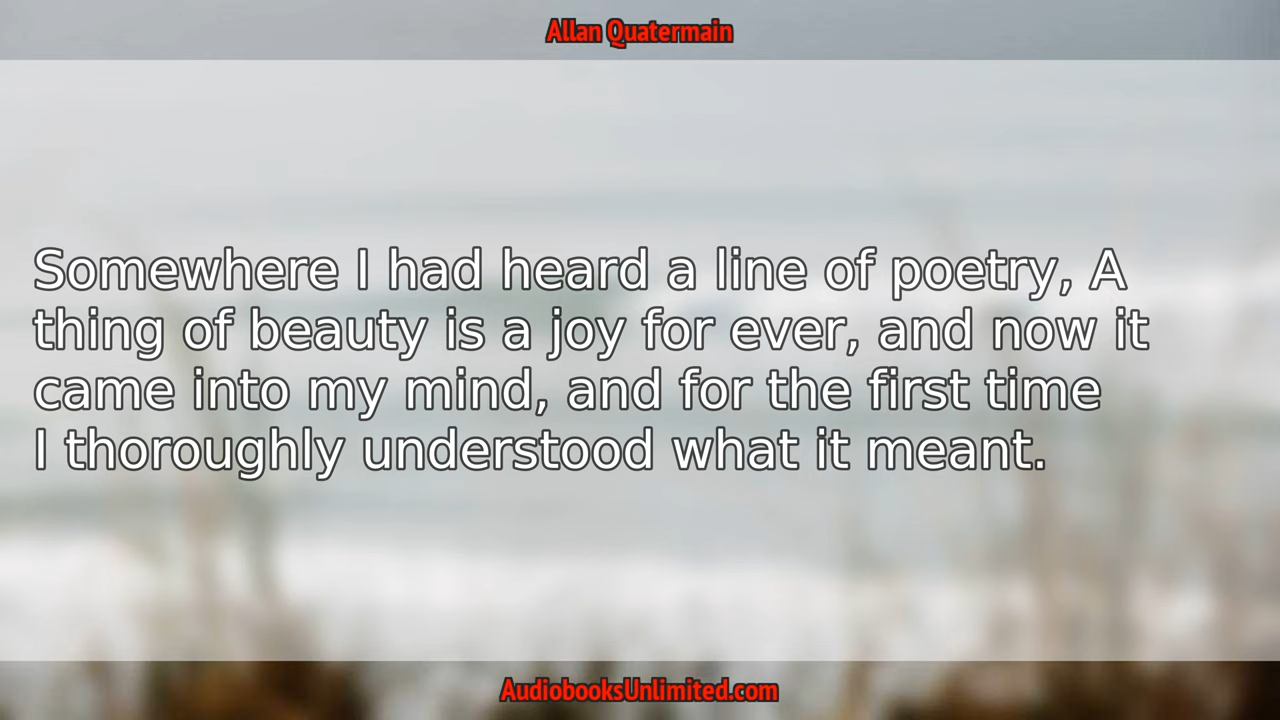 Allan Quatermain
Somewhere I had heard a line of poetry, A
thing of beauty is a joy for ever, and now it
came into my mind, and for the first time
I thoroughly understood what it meant.
AudiobooksUnlimited.com